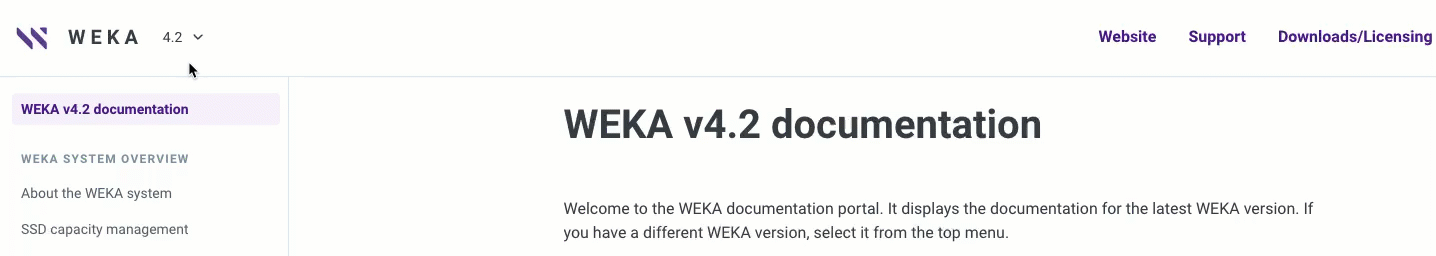 WEKA 4.2
Website Support Downloads/Licensing
WEKA v4.2 documentation
WEKA SYSTEM OVERVIEW
About the WEKA system
SSD capacity management
WEKA v4.2 documentation
Welcome to the WEKA documentation portal. It displays the documentation for the latest WEKA version. If
you have a different WEKA version, select it from the top menu.